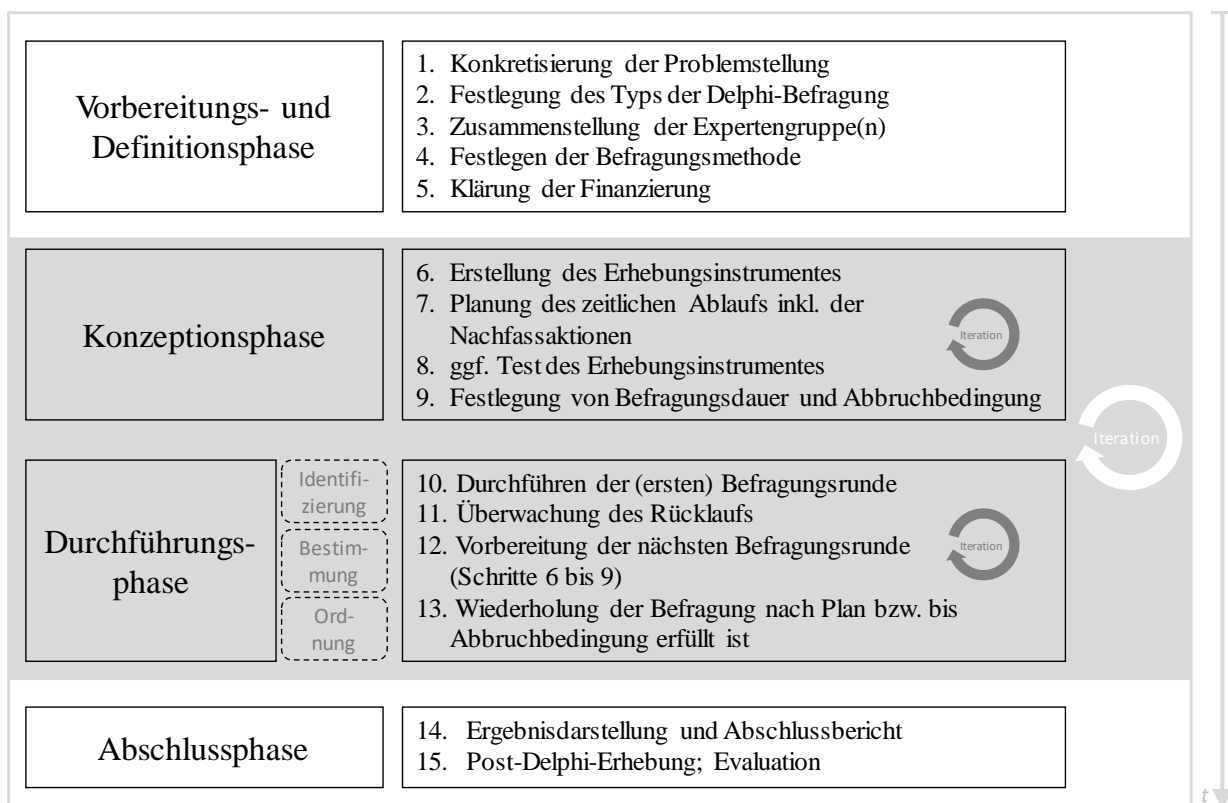 Vorbereitungs- und
Definitionsphase
1. Konkretisierung der Problemstellung
2. Festlegung des Typs der Delphi-Befragung
3. Zusammenstellung der Expertengruppe(n)
4. Festlegen der Befragungsmethode
5. Klärung der Finanzierung
Konzeptionsphase
6. Erstellung des Erhebungsinstrumentes
7. Planung des zeitlichen Ablaufs inkl. der
Nachfassaktionen
8. ggf. Test des Erhebungsinstrumentes
9. Festlegung von Befragungsdauer und Abbruchbedingung
Iteration
Iteration
Durchführungs-
phase
Identifi-
zierung
Bestim-
mung
Ord-
nung
10. Durchführen der (ersten) Befragungsrunde
11. Überwachung des Rücklaufs
12. Vorbereitung der nächsten Befragungsrunde
(Schritte 6 bis 9)
13. Wiederholung der Befragung nach Plan bzw. bis
Abbruchbedingung erfüllt ist
Iteration
Abschlussphase
14. Ergebnisdarstellung und Abschlussbericht
15. Post-Delphi-Erhebung; Evaluation
t